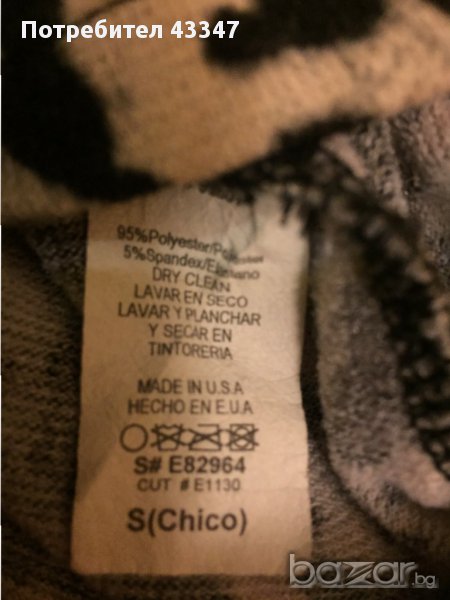 Потребител 43347
95%Polyester/Poliester
5%Spandex/Elastano
DRY CLEAN
LAVAR EN SECO
LAVAR Y PLANCHAR
Y SECAR EN
TINTORERIA
MADE IN U.S.A
HECHO EN E.U.A
S# E82964
CUT # E1130
S(Chico)
bazar.bg